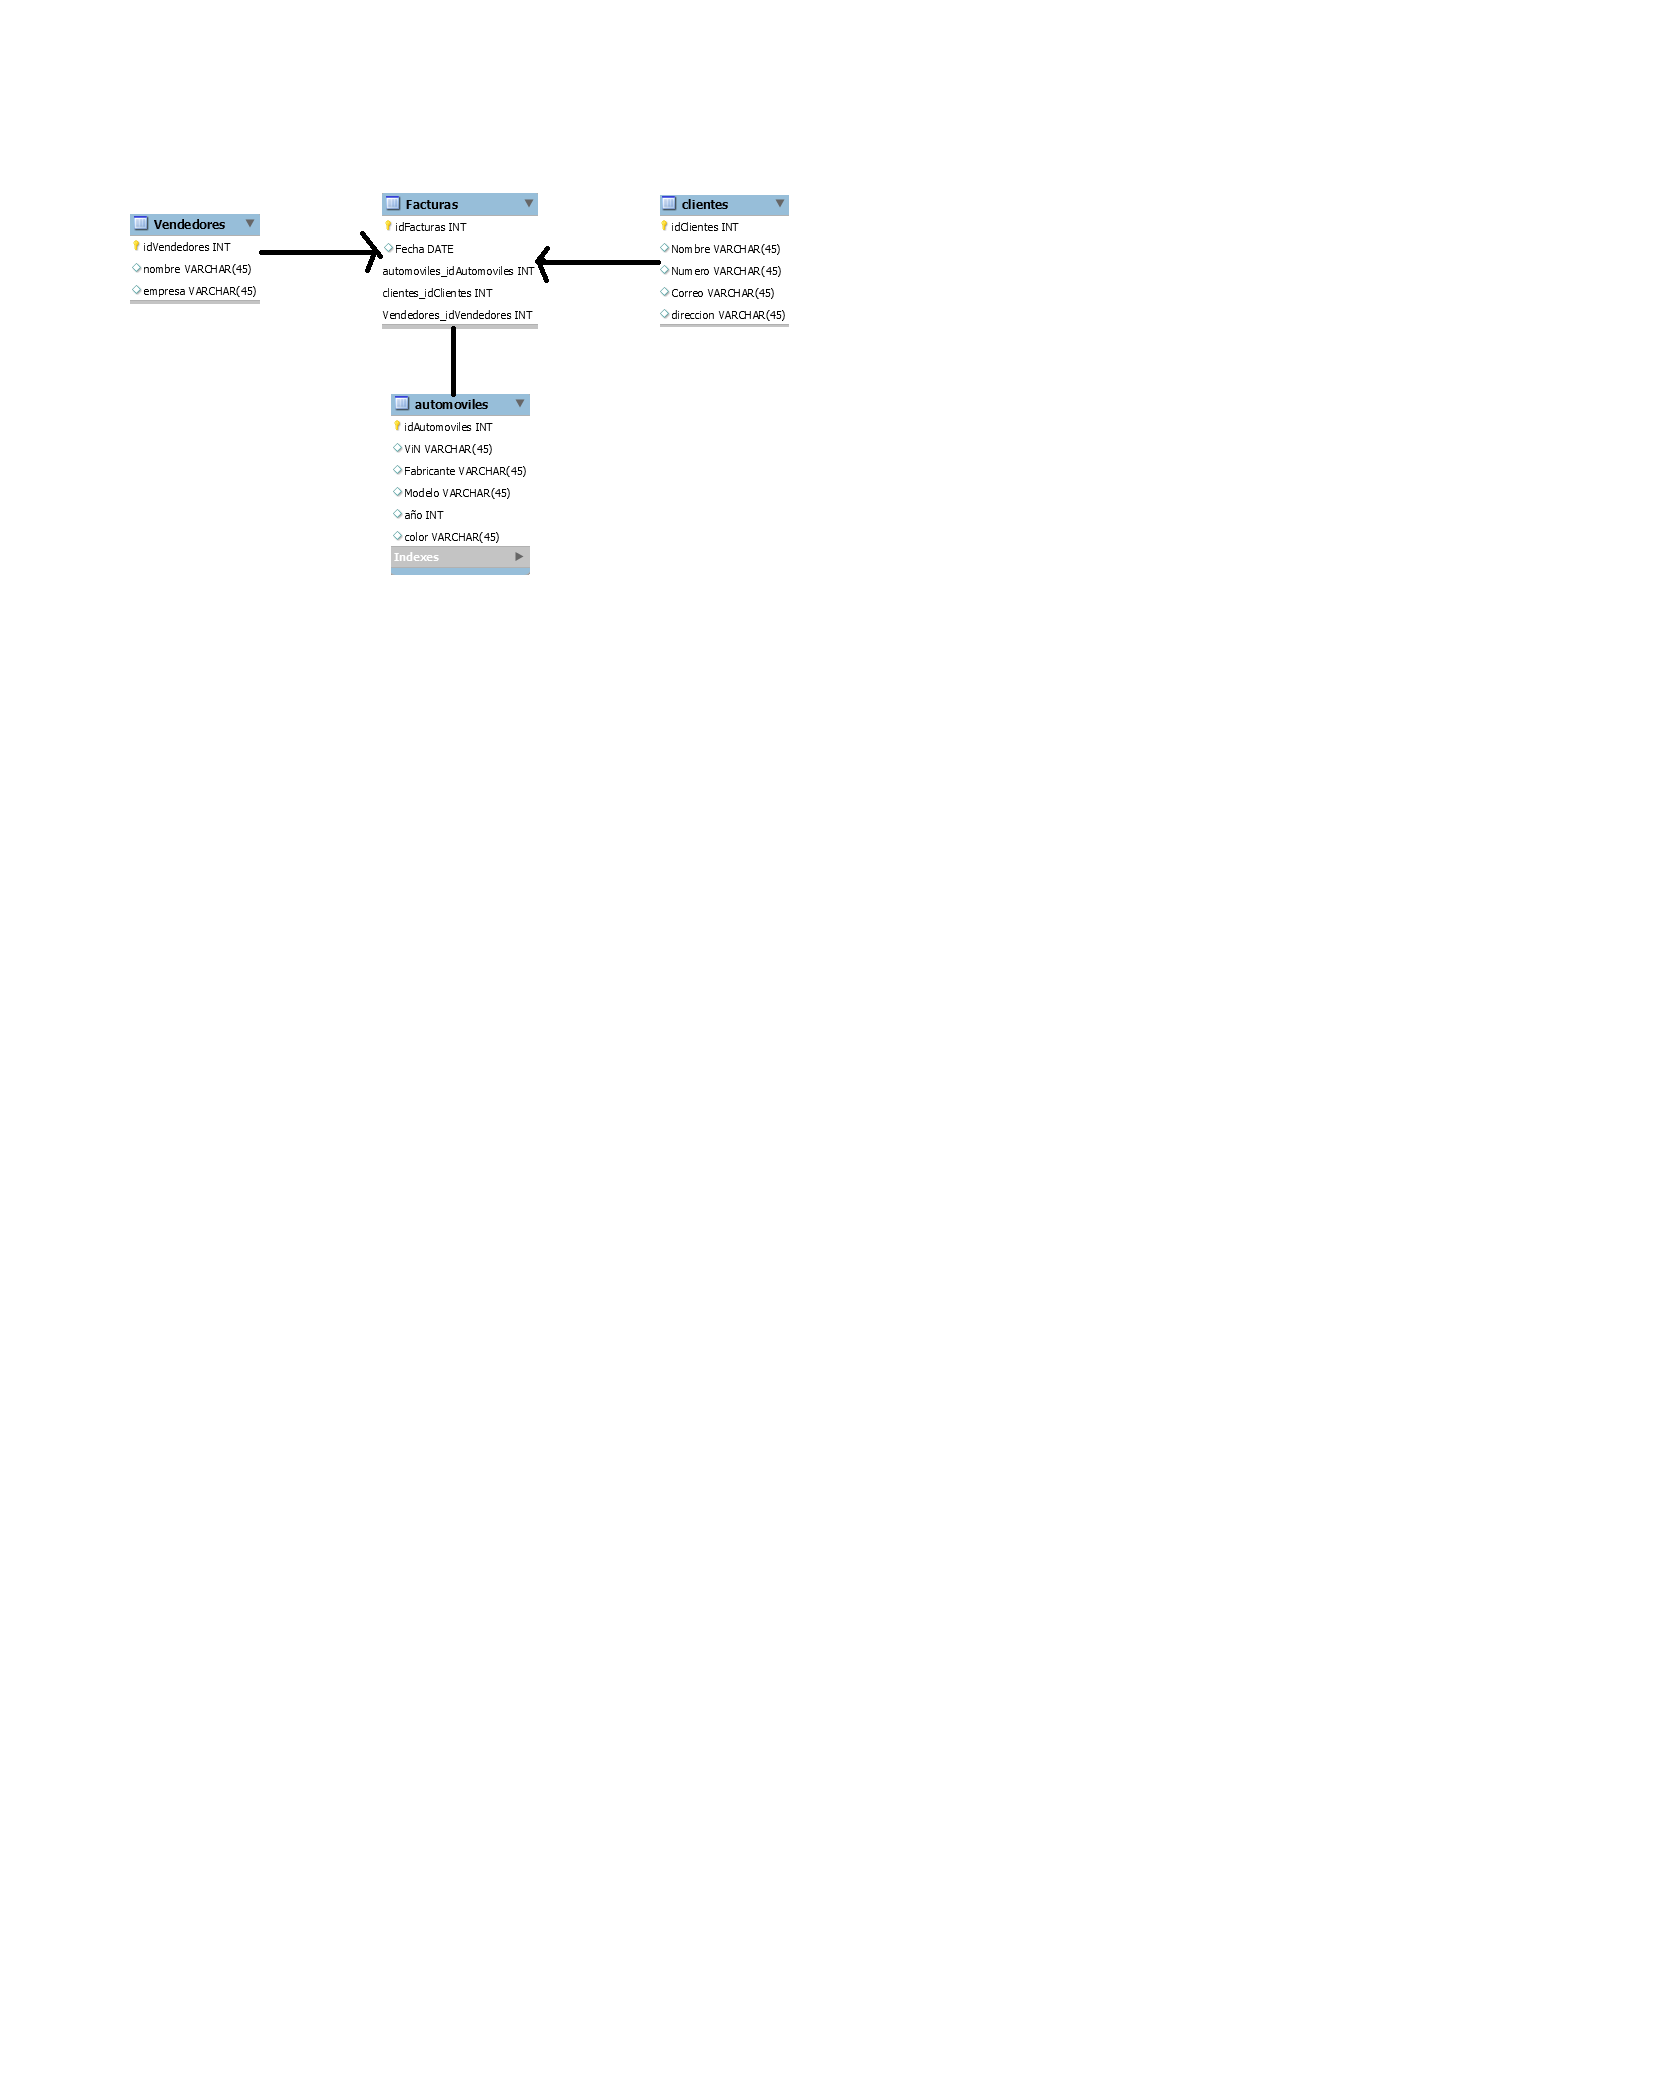 Vendedores
idVendedores INT
nombre VARCHAR(45)
empresa VARCHAR(45)
Facturas
idFacturas INT
Fecha DATE
automoviles_idAutomoviles INT
clientes_idClientes INT
Vendedores_idVendedores INT
clientes
idClientes INT
Nombre VARCHAR(45)
Numero VARCHAR(45)
Correo VARCHAR(45)
direccion VARCHAR(45)
automoviles
idAutomoviles INT
ViN VARCHAR(45)
Fabricante VARCHAR(45)
Modelo VARCHAR(45)
año INT
color VARCHAR(45)
Indexes